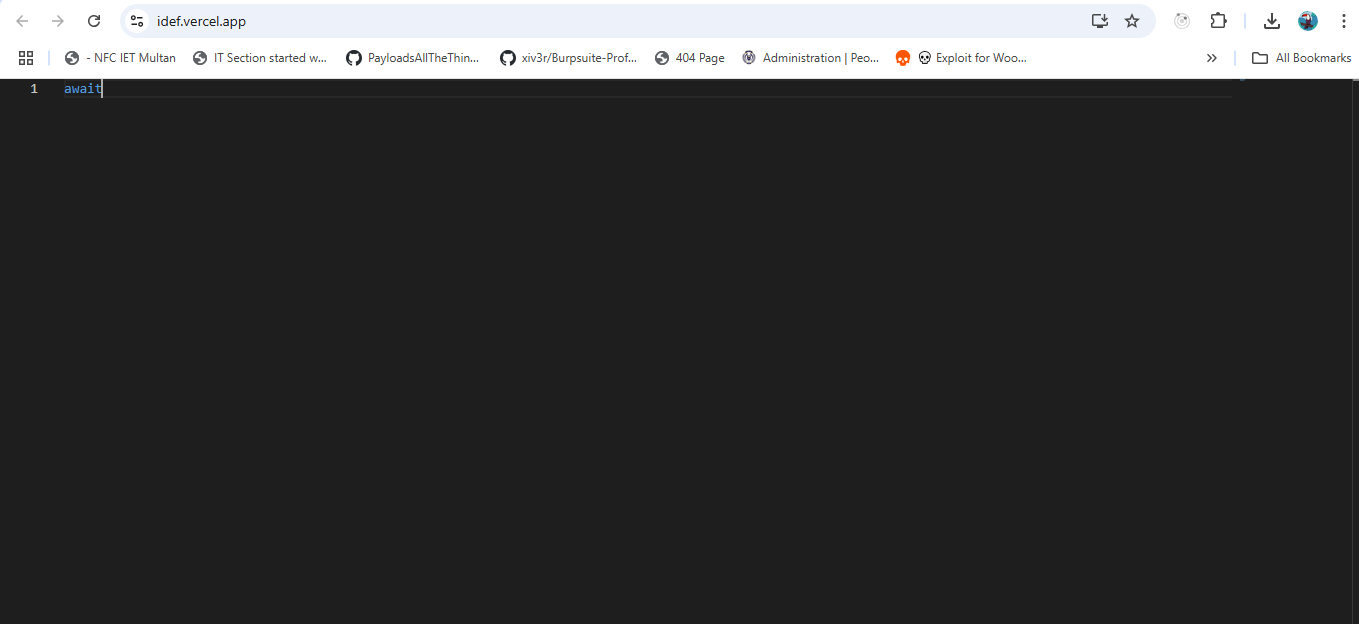 idef.vercel.app
- NFC IET Multan IT Section started w... PayloadsAllTheThin... xiv3r/Burpsuite-Prof... 404 Page Administration | Peo... Exploit for Woo... » All Bookmarks
1 await